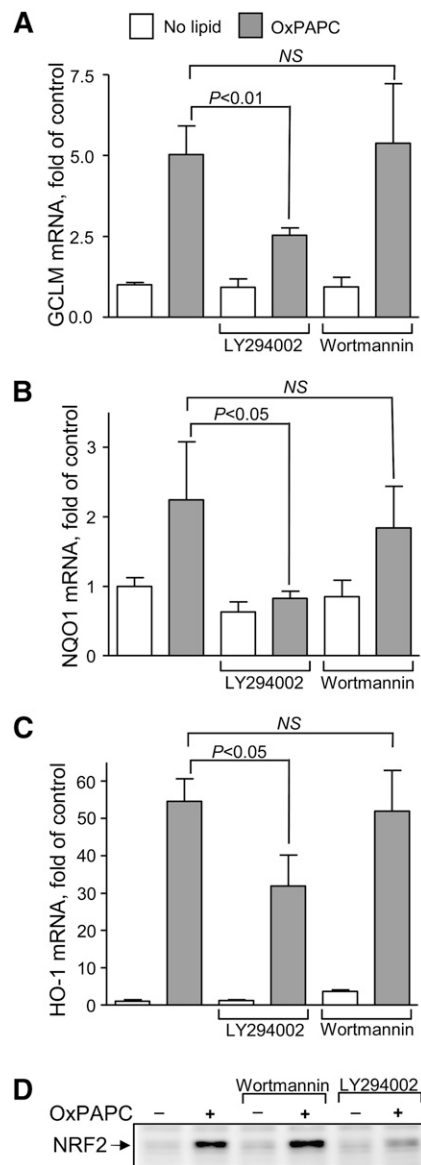 A
No lipid
OxPAPC
GCLM mRNA, fold of control
7.5
5.0
2.5
0.0
NS
P<0.01
LY294002
Wortmannin
B
NQO1 mRNA, fold of control
3
2
1
0
NS
P<0.05
LY294002
Wortmannin
C
HO-1 mRNA, fold of control
60
50
40
30
20
10
0
NS
P<0.05
LY294002
Wortmannin
D
Wortmannin LY294002
OxPAPC – + – + – +
NRF2